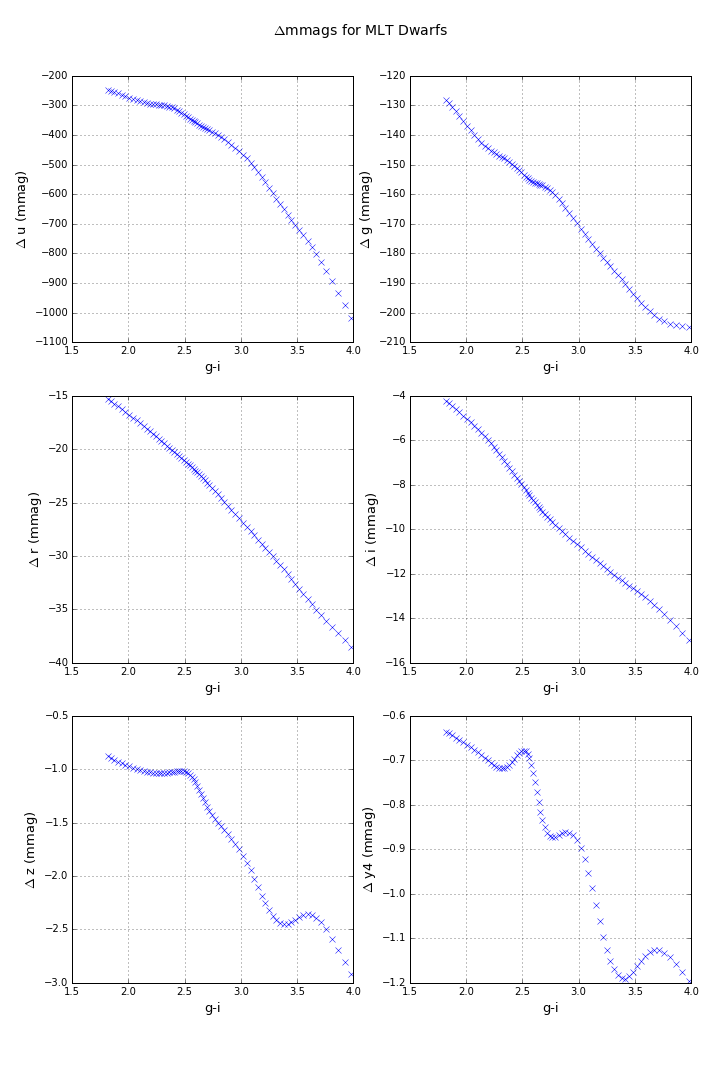 Δmmags for MLT Dwarfs
−200
−300
−400
−500
−600
−700
−800
−900
−1000
−1100
Δ u (mmag)
1.5 2.0 2.5 3.0 3.5 4.0
g-i
−120
−130
−140
−150
−160
−170
−180
−190
−200
−210
Δ g (mmag)
1.5 2.0 2.5 3.0 3.5 4.0
g-i
−15
−20
−25
−30
−35
−40
Δ r (mmag)
1.5 2.0 2.5 3.0 3.5 4.0
g-i
−4
−6
−8
−10
−12
−14
−16
Δ i (mmag)
1.5 2.0 2.5 3.0 3.5 4.0
g-i
−0.5
−1.0
−1.5
−2.0
−2.5
−3.0
Δ z (mmag)
1.5 2.0 2.5 3.0 3.5 4.0
g-i
−0.6
−0.7
−0.8
−0.9
−1.0
−1.1
−1.2
Δ y4 (mmag)
1.5 2.0 2.5 3.0 3.5 4.0
g-i